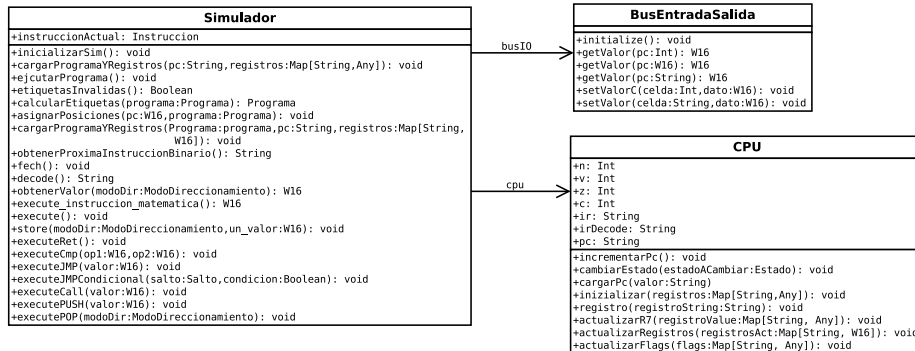 Simulador
+instruccionActual: Instruccion
+inicializarSim(): void
+cargarProgramaYRegistros(pc:String,registros:Map[String,Any]): void
+ejcutarPrograma(): void
+etiquetasInvalidas(): Boolean
+calcularEtiquetas(programa:Programa): Programa
+asignarPosiciones(pc:W16,programa:Programa): void
+cargarProgramaYRegistros(Programa:programa,pc:String,registros:Map[String,
W16]): void
+obtenerProximaInstruccionBinario(): String
+fech(): void
+decode(): String
+obtenerValor(modoDir:ModoDireccionamiento): W16
+execute_instruccion_matematica(): W16
+execute(): void
+store(modoDir:ModoDireccionamiento,un_valor:W16): void
+executeRet(): void
+executeCmp(op1:W16,op2:W16): void
+executeJMP(valor:W16): void
+executeJMPCondicional(salto:Salto,condicion:Boolean): void
+executeCall(valor:W16): void
+executePUSH(valor:W16): void
+executePOP(modoDir:ModoDireccionamiento): void
busIO
cpu
BusEntradaSalida
+initialize(): void
+getValor(pc:Int): W16
+getValor(pc:W16): W16
+getValor(pc:String): W16
+setValorC(celda:Int,dato:W16): void
+setValor(celda:String,dato:W16): void
CPU
+n: Int
+v: Int
+z: Int
+c: Int
+ir: String
+irDecode: String
+pc: String
+incrementarPc(): void
+cambiarEstado(estadoACambiar:Estado): void
+cargarPc(valor:String)
+inizializar(registros:Map[String,Any]): void
+registro(registroString:String): void
+actualizarR7(registroValue:Map[String, Any]): void
+actualizarRegistros(registrosAct:Map[String, W16]): void
+actualizarFlags(flags:Map[String, Any]): void